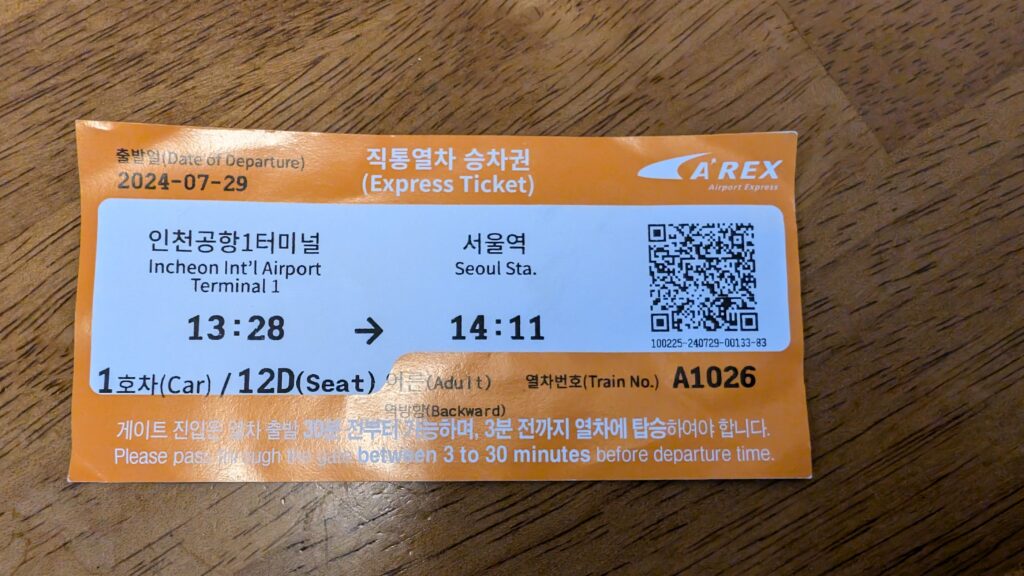 출발일(Date of Departure)
2024-07-29
직통열차 승차권
(Express Ticket)
A'REX
Airport Express
인천공항1터미널
Incheon Int'l Airport
Terminal 1
13:28
→
서울역
Seoul Sta.
14:11
100225-240729-00133-83
1호차(Car) / 12D(Seat) 어른(Adult) 열차번호(Train No.) A1026
역방향(Backward)
게이트 진입은 열차 출발 30분 전부터 가능하며, 3분 전까지 열차에 탑승하여야 합니다.
Please pass through the gate between 3 to 30 minutes before departure time.